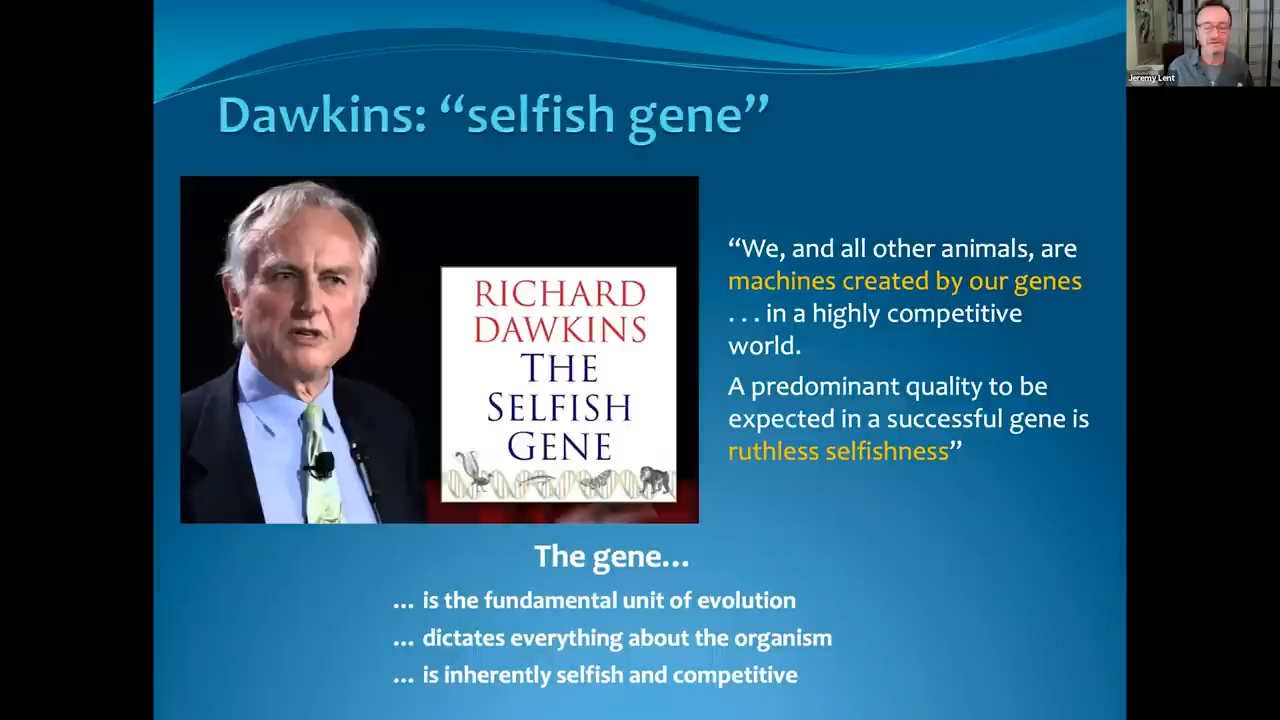 Jeremy Lent
Dawkins: “selfish gene”
RICHARD
DAWKINS
THE
SELFISH
GENE
“We, and all other animals, are
machines created by our genes
. . . in a highly competitive
world.
A predominant quality to be
expected in a successful gene is
ruthless selfishness”
The gene...
... is the fundamental unit of evolution
... dictates everything about the organism
... is inherently selfish and competitive